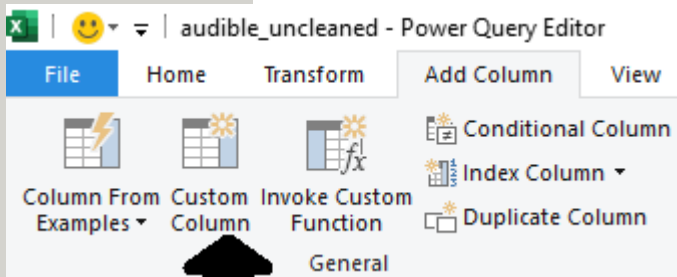 audible_uncleaned - Power Query Editor
File Home Transform Add Column View
Column From Examples
Custom Column
Invoke Custom Function
Conditional Column
Index Column
Duplicate Column
General